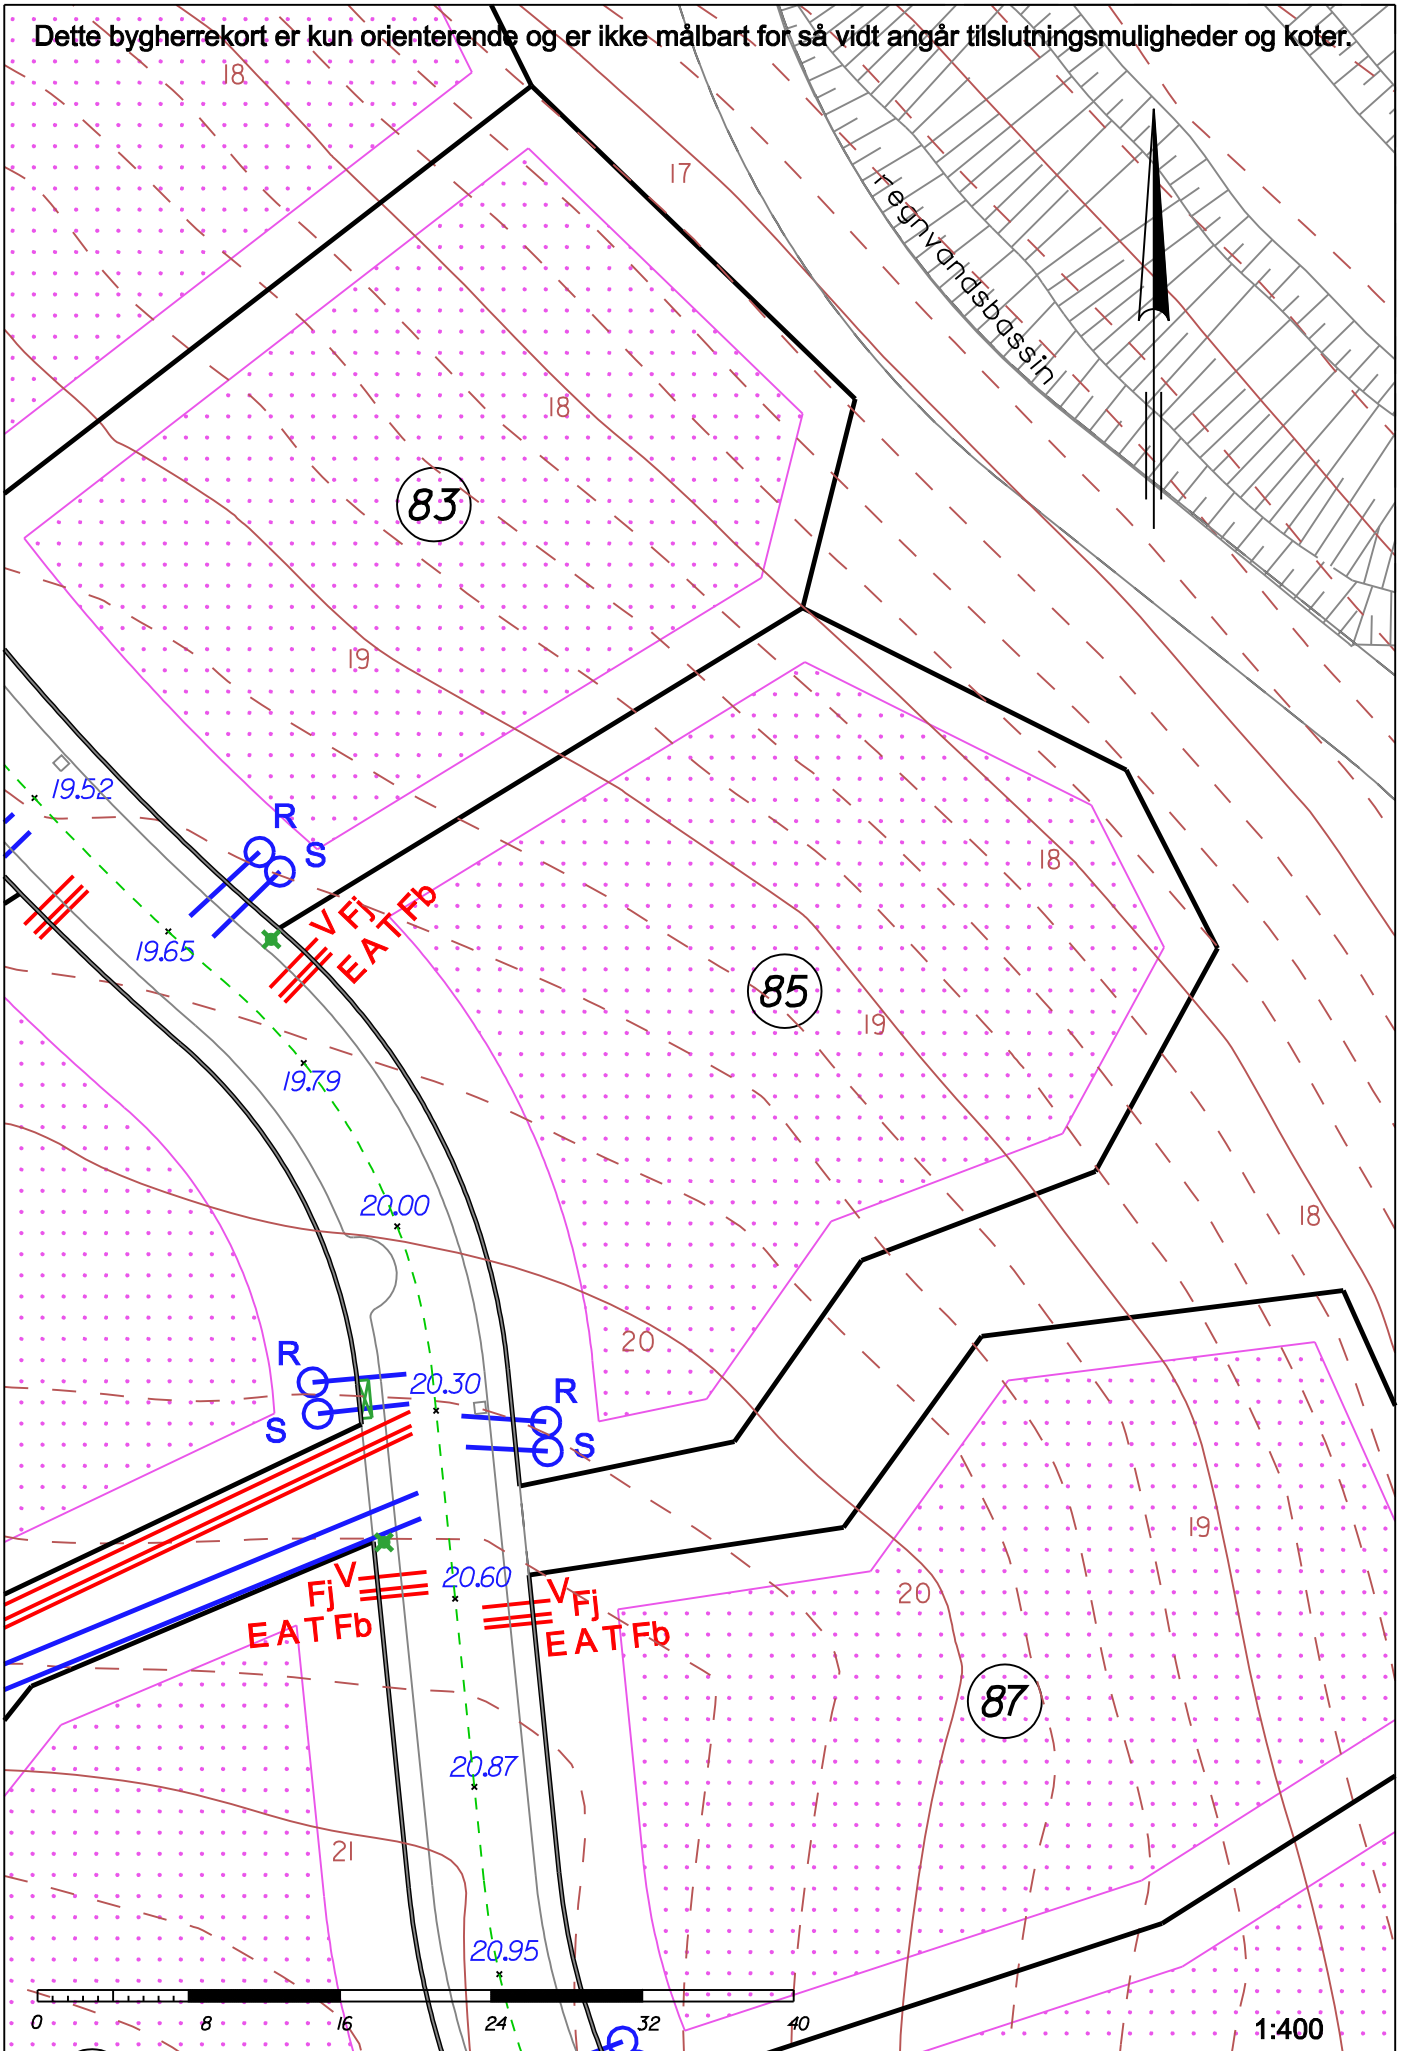 Dette bygherrekort er kun orienterende og er ikke målbart for så vidt angår tilslutningsmuligheder og koter.
18
17
regnvandsbassin
18
83
19
19.52
R
S
18
V Fj
E A T Fb
19.65
85
19
19.79
20.00
18
20
R
20.30
R
S
S
19
V
20.60
V
Fj
Fj
20
E A T Fb
E A T Fb
87
20.87
21
20.95
0 8 16 24 32 40
1:400